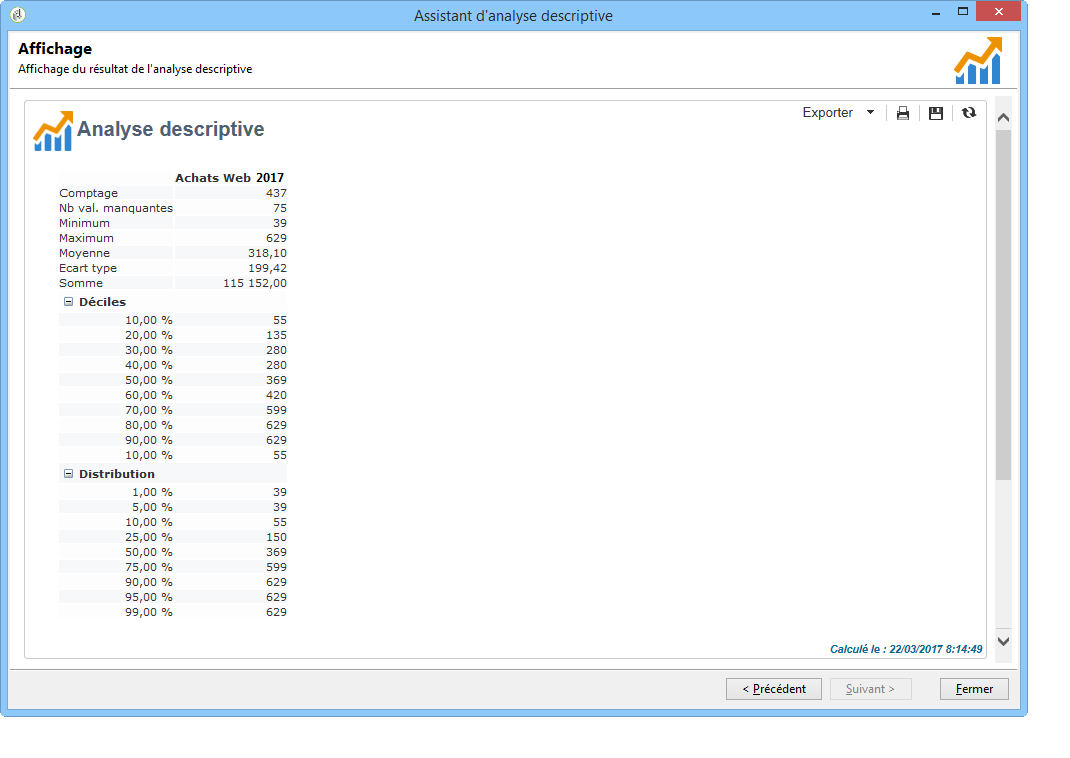 Assistant d'analyse descriptive
Affichage
Affichage du résultat de l'analyse descriptive
Exporter
Analyse descriptive
Achats Web 2017
Comptage 437
Nb val. manquantes 75
Minimum 39
Maximum 629
Moyenne 318,10
Ecart type 199,42
Somme 115 152,00
Déciles
10,00 % 55
20,00 % 135
30,00 % 280
40,00 % 280
50,00 % 369
60,00 % 420
70,00 % 599
80,00 % 629
90,00 % 629
10,00 % 55
Distribution
1,00 % 39
5,00 % 39
10,00 % 55
25,00 % 150
50,00 % 369
75,00 % 599
90,00 % 629
95,00 % 629
99,00 % 629
Calculé le : 22/03/2017 8:14:49
< Précédent Suivant > Fermer